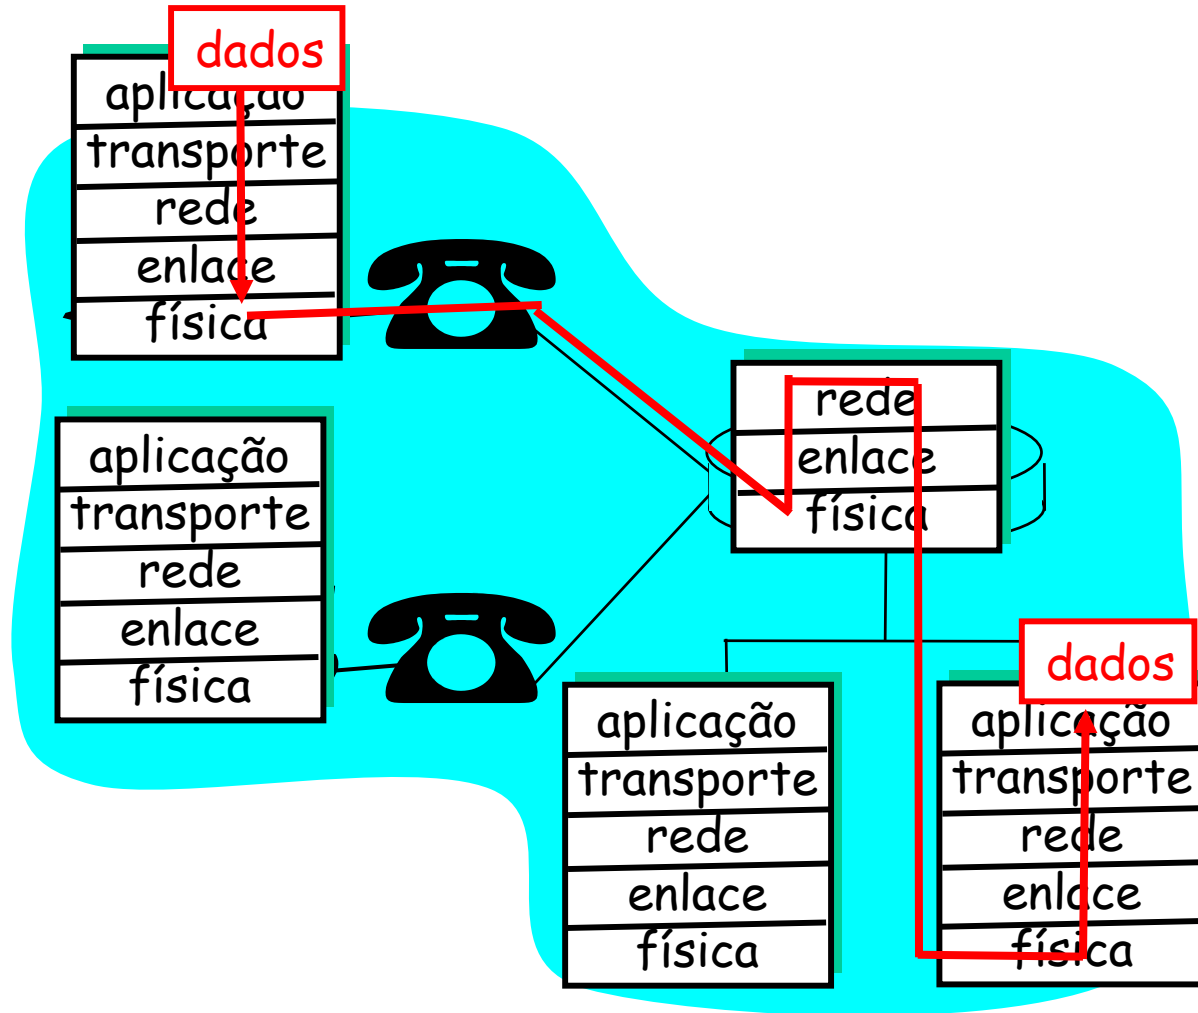 dados
aplicação
transporte
rede
enlace
física
aplicação
transporte
rede
enlace
física
rede
enlace
física
aplicação
transporte
rede
enlace
física
dados
aplicação
transporte
rede
enlace
física